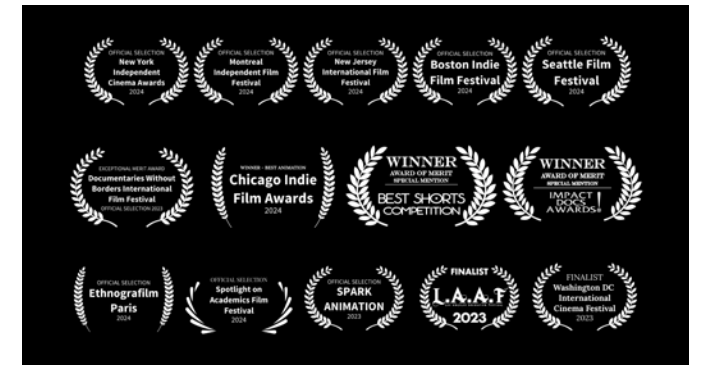 OFFICIAL SELECTION
New York
Independent
Cinema Awards
2024
OFFICIAL SELECTION
Montreal
Independent Film
Festival
2024
OFFICIAL SELECTION
New Jersey
International Film
Festival
2024
OFFICIAL SELECTION
Boston Indie
Film Festival
2024
OFFICIAL SELECTION
Seattle Film
Festival
2024
EXCEPTIONAL MERIT AWARD
Documentaries Without
Borders International
Film Festival
OFFICIAL SELECTION 2023
WINNER - BEST ANIMATION
Chicago Indie
Film Awards
2024
WINNER
AWARD OF MERIT
SPECIAL MENTION
BEST SHORTS
COMPETITION
WINNER
AWARD OF MERIT
SPECIAL MENTION
IMPACT
DOCS
AWARDS!
OFFICIAL SELECTION
Ethnografilm
Paris
2024
OFFICIAL SELECTION
Spotlight on
Academics Film
Festival
2024
OFFICIAL SELECTION
SPARK
ANIMATION
2023
FINALIST
L.A.A.F
2023
FINALIST
Washington DC
International
Cinema Festival
2023